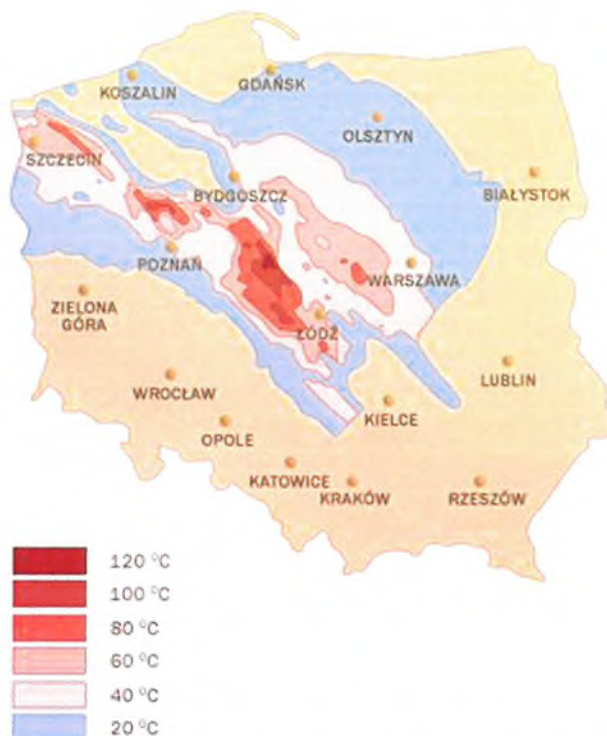 GDAŃSK
KOSZALIN
OLSZTYN
SZCZECIN
BIAŁYSTOK
BYDGOSZCZ
POZNAŃ
WARSZAWA
ZIELONA
GÓRA
ŁÓDŹ
LUBLIN
WROCŁAW
KIELCE
OPOLE
KATOWICE
KRAKÓW
RZESZÓW
120 °C
100 °C
80 °C
60 °C
40 °C
20 °C